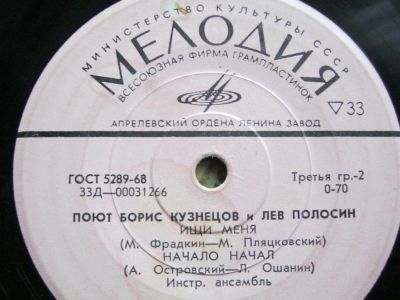 МИНИСТЕРСТВО КУЛЬТУРЫ СССР
МЕЛОДИЯ
ВСЕСОЮЗНАЯ ФИРМА ГРАМПЛАСТИНОК
▽33
АПРЕЛЕВСКИЙ ОРДЕНА ЛЕНИНА ЗАВОД
ГОСТ 5289-68
Третья гр.-2
33Д—00031266
0-70
ПОЮТ БОРИС КУЗНЕЦОВ и ЛЕВ ПОЛОСИН
ИЩИ МЕНЯ
(М. Фрадкин—М. Пляцковский)
НАЧАЛО НАЧАЛ
(А. Островский—Л. Ошанин)
Инстр. ансамбль